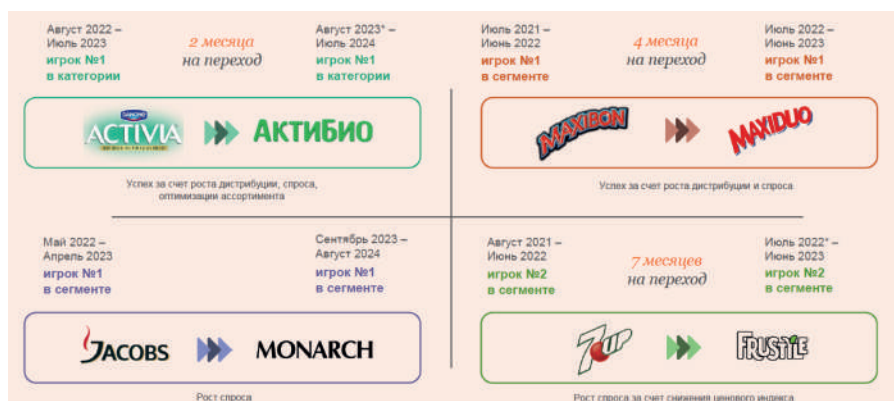 Август 2022 –
Июль 2023
игрок №1
в категории
2 месяца
на переход
Август 2023* –
Июль 2024
игрок №1
в категории
DANONE
ACTIVIA
АКТИБИО
Успех за счет роста дистрибуции, спроса,
оптимизации ассортимента
Июль 2021 –
Июнь 2022
игрок №1
в сегменте
4 месяца
на переход
Июль 2022 –
Июнь 2023
игрок №1
в сегменте
MAXIBON
MAXIDUO
Успех за счет роста дистрибуции и спроса
Май 2022 –
Апрель 2023
игрок №1
в сегменте
Сентябрь 2023 –
Август 2024
игрок №1
в сегменте
JACOBS
MONARCH
Рост спроса
Август 2021 –
Июнь 2022
игрок №2
в сегменте
7 месяцев
на переход
Июль 2022* –
Июнь 2023
игрок №2
в сегменте
7UP
FRUSTYLE
Рост спроса за счет снижения ценового индекса